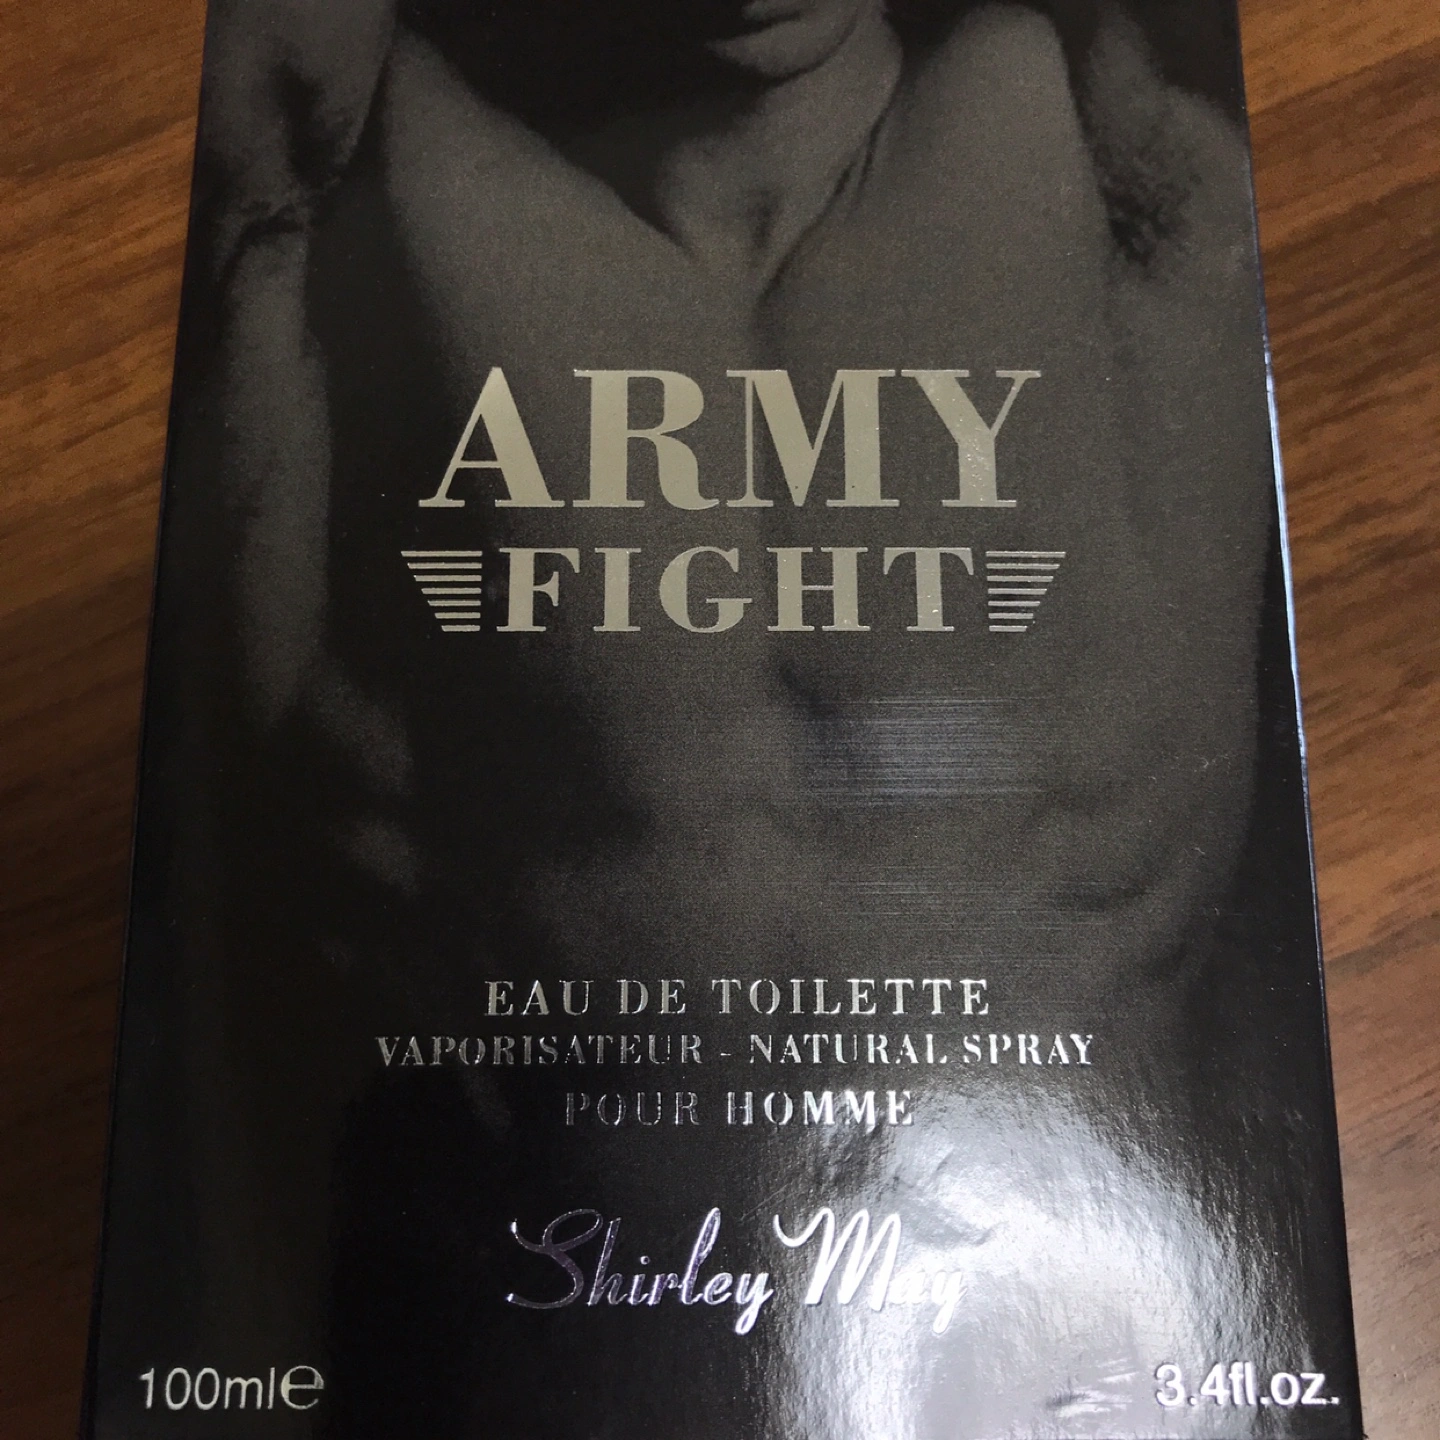 ARMY
FIGHT
EAU DE TOILETTE
VAPORISATEUR - NATURAL SPRAY
POUR HOMME
Shirley May
100ml℮
3.4fl.oz.